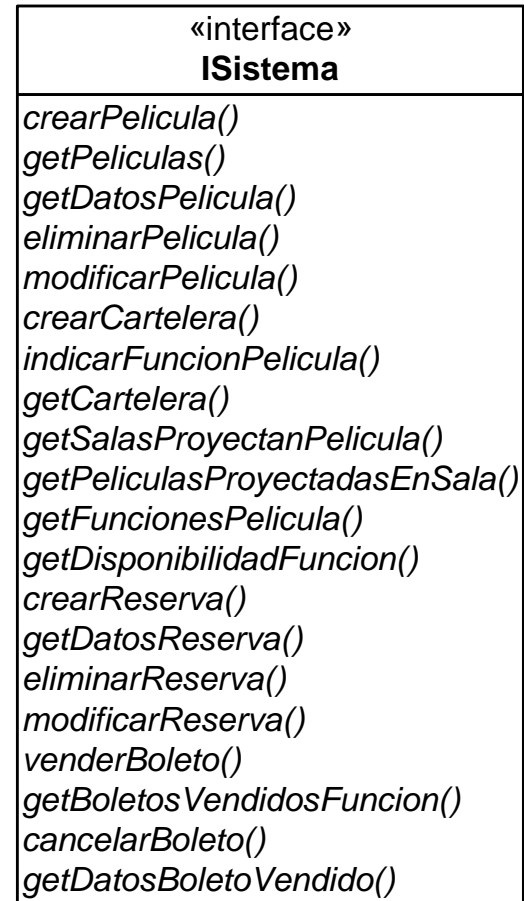 «interface»
ISistema
crearPelicula()
getPeliculas()
getDatosPelicula()
eliminarPelicula()
modificarPelicula()
crearCartelera()
indicarFuncionPelicula()
getCartelera()
getSalasProyectanPelicula()
getPeliculasProyectadasEnSala()
getFuncionesPelicula()
getDisponibilidadFuncion()
crearReserva()
getDatosReserva()
eliminarReserva()
modificarReserva()
venderBoleto()
getBoletosVendidosFuncion()
cancelarBoleto()
getDatosBoletoVendido()